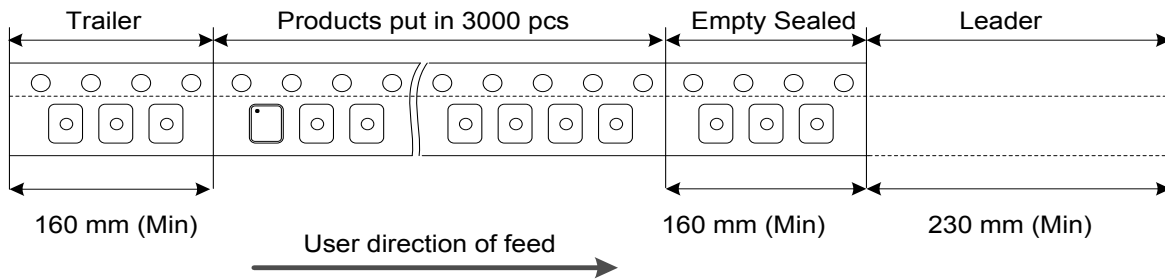 Trailer
Products put in 3000 pcs
Empty Sealed
Leader
160 mm (Min)
160 mm (Min)
230 mm (Min)
User direction of feed